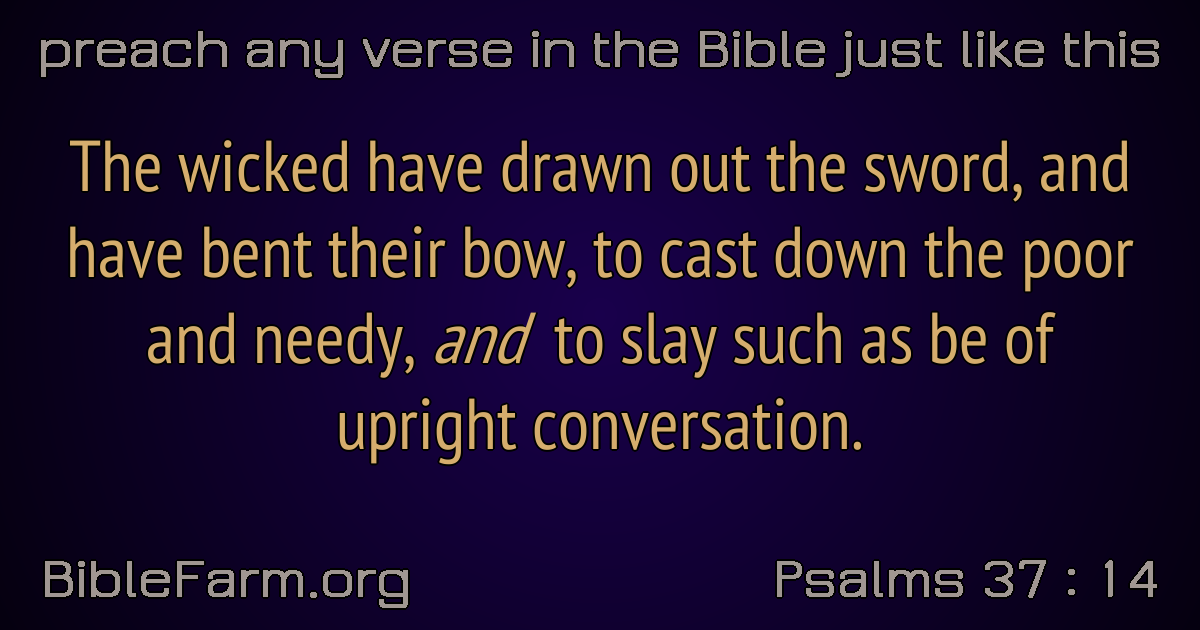 preach any verse in the Bible just like this
The wicked have drawn out the sword, and
have bent their bow, to cast down the poor
and needy, and to slay such as be of
upright conversation.
BibleFarm.org
Psalms 37 : 14